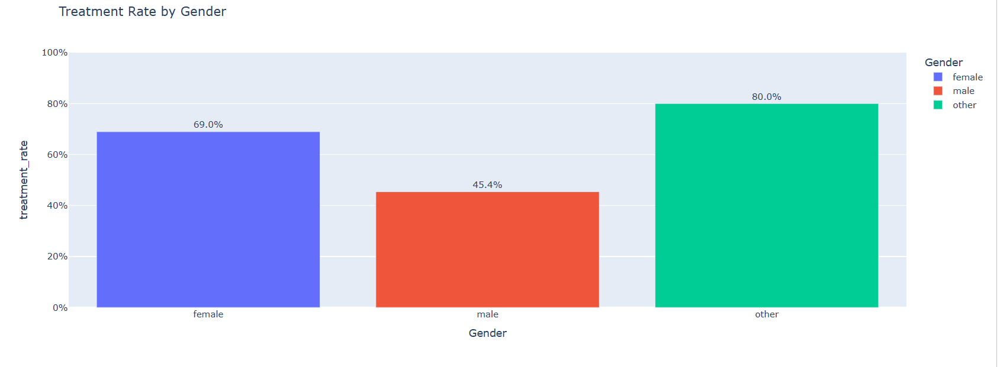 Treatment Rate by Gender
100%
80%
60%
40%
20%
0%
treatment_rate
69.0%
45.4%
80.0%
female
male
other
Gender
Gender
female
male
other